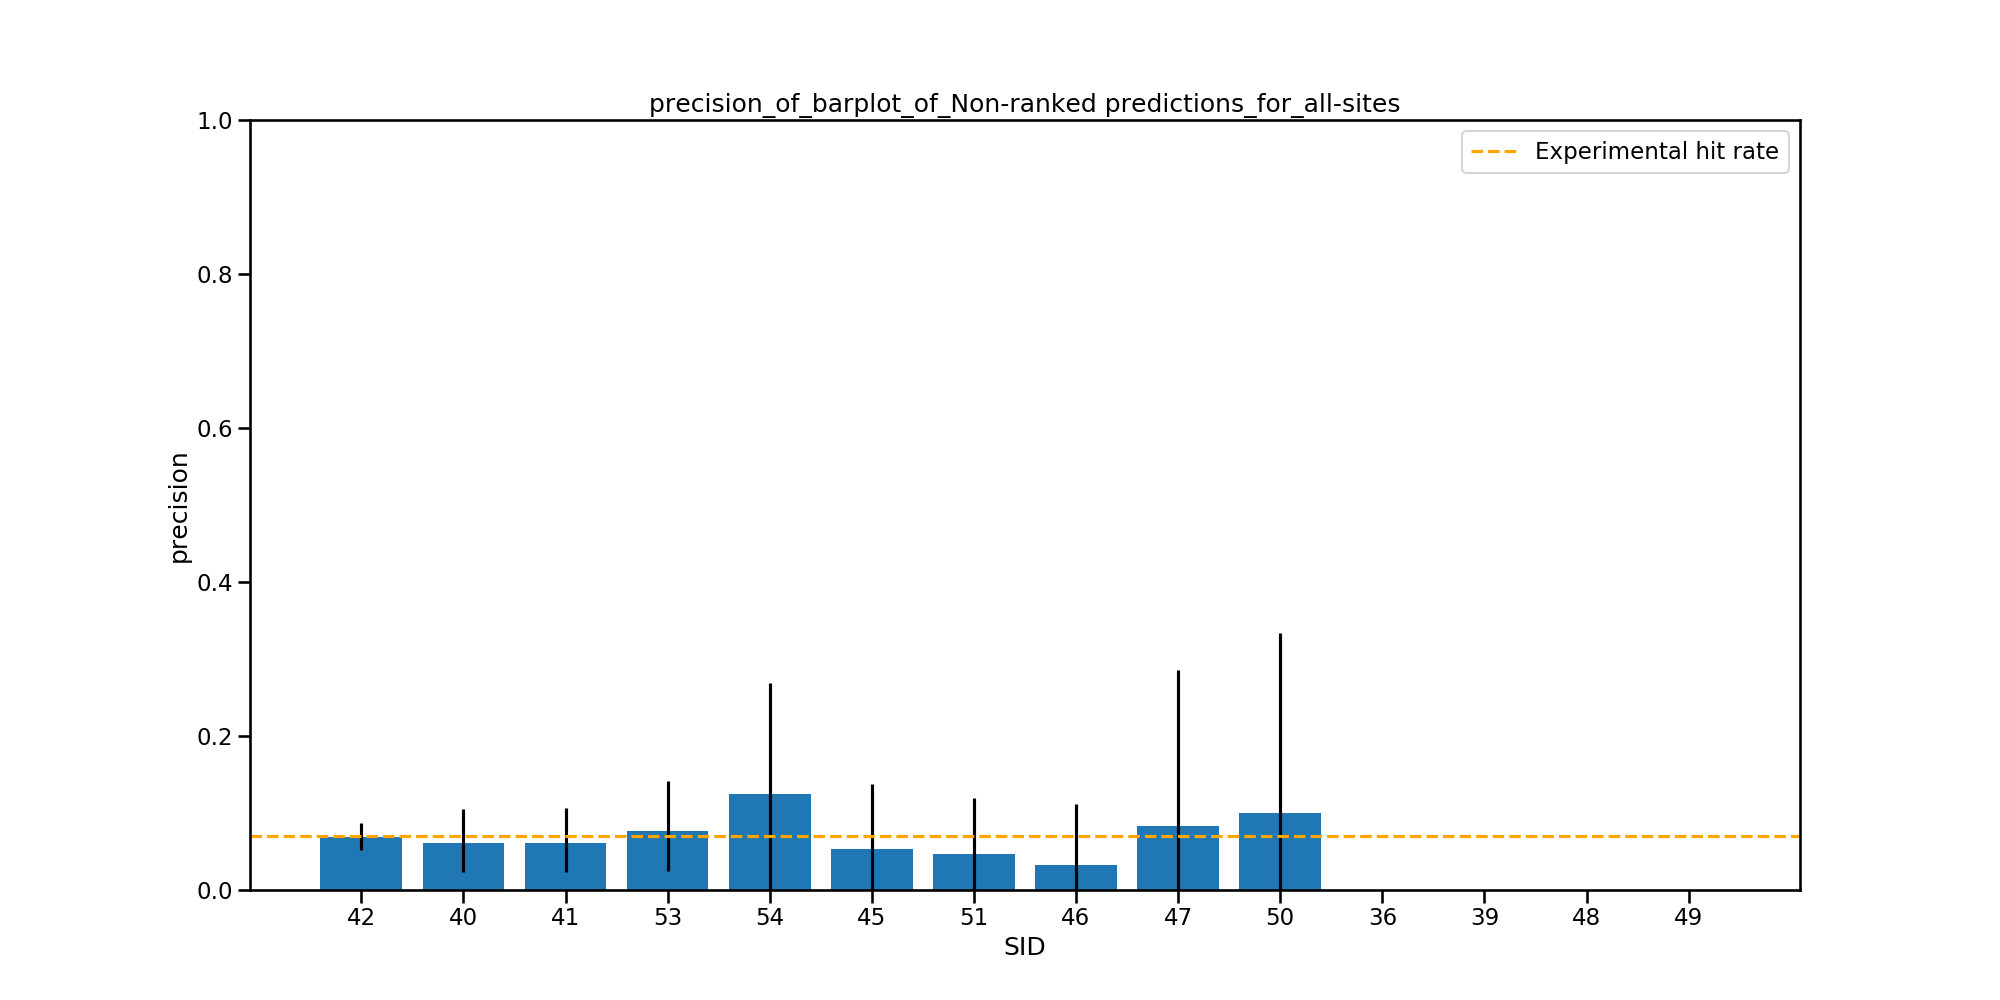 precision_of_barplot_of_Non-ranked predictions_for_all-sites
Experimental hit rate
1.0
0.8
0.6
0.4
0.2
0.0
precision
42 40 41 53 54 45 51 46 47 50 36 39 48 49
SID